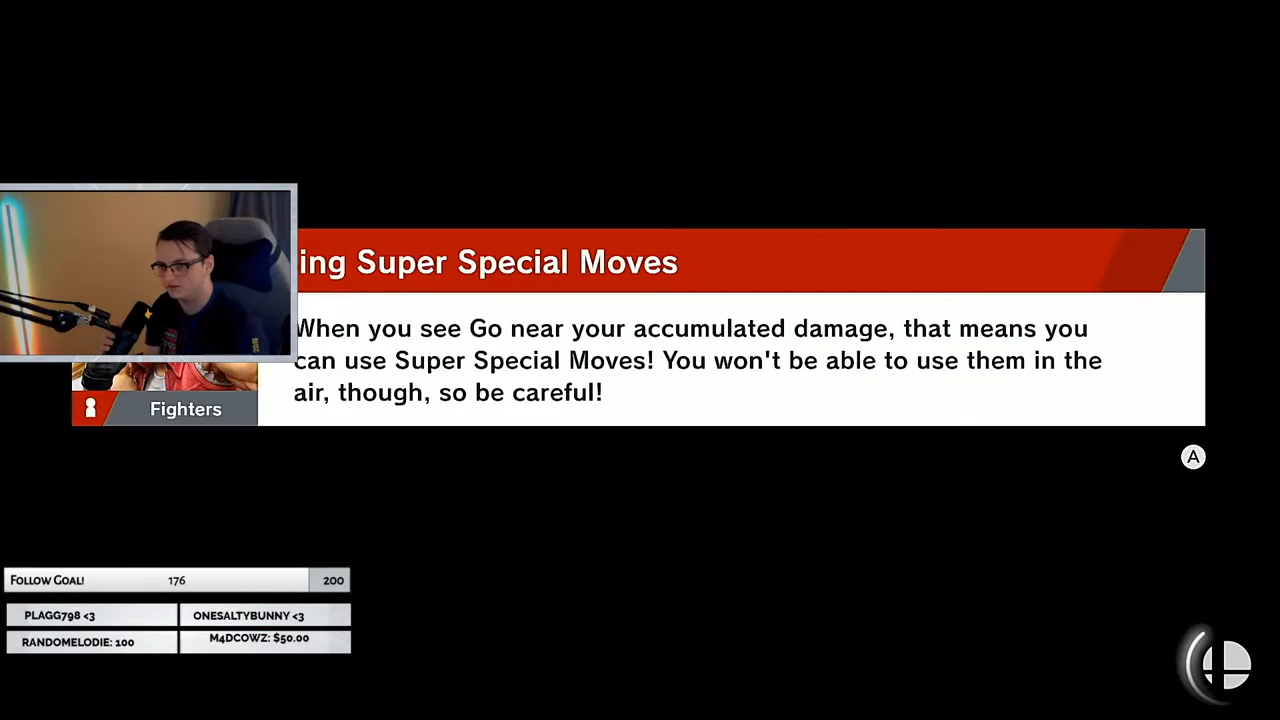 ing Super Special Moves
When you see Go near your accumulated damage, that means you
can use Super Special Moves! You won't be able to use them in the
air, though, so be careful!
Fighters
A
Follow Goal! 176 200
PLAGG798 <3 ONESALTYBUNNY <3
RANDOMELODIE: 100 M4DCOWZ: $50.00